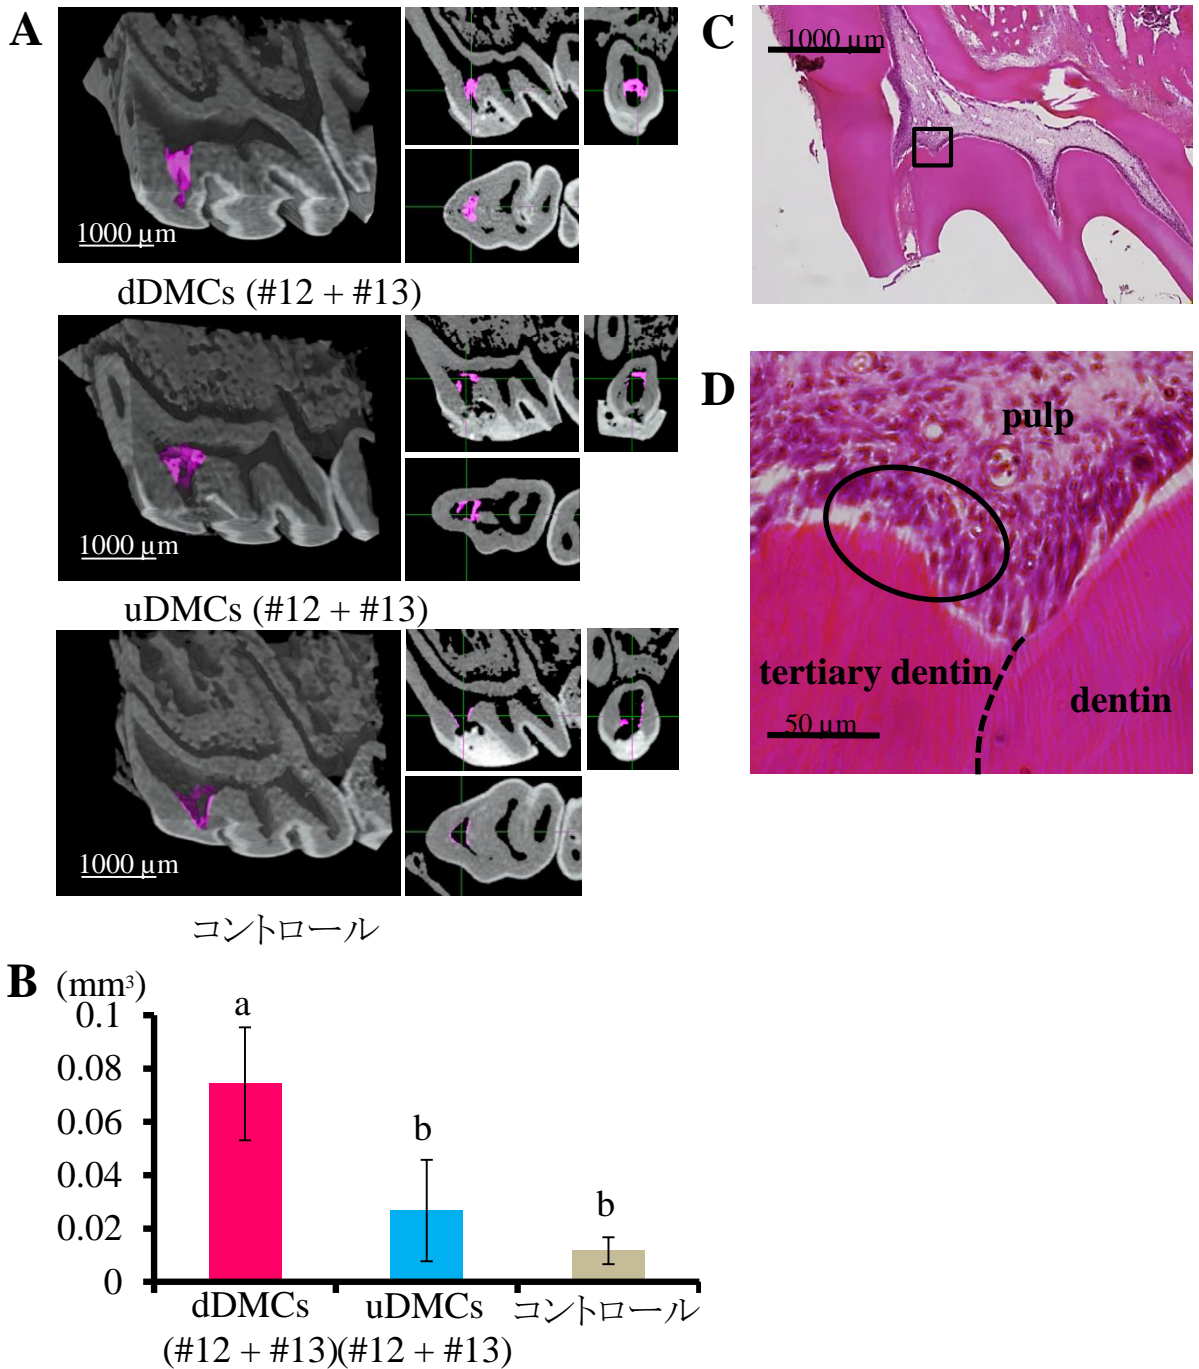 A
1000 μm
dDMCs (#12 + #13)
1000 μm
uDMCs (#12 + #13)
1000 μm
コントロール
B
(mm³)
0.1
0.08
0.06
0.04
0.02
0
a
b
b
dDMCs
(#12 + #13)
uDMCs
(#12 + #13)
コントロール
C
1000 μm
D
pulp
tertiary dentin
dentin
50 μm